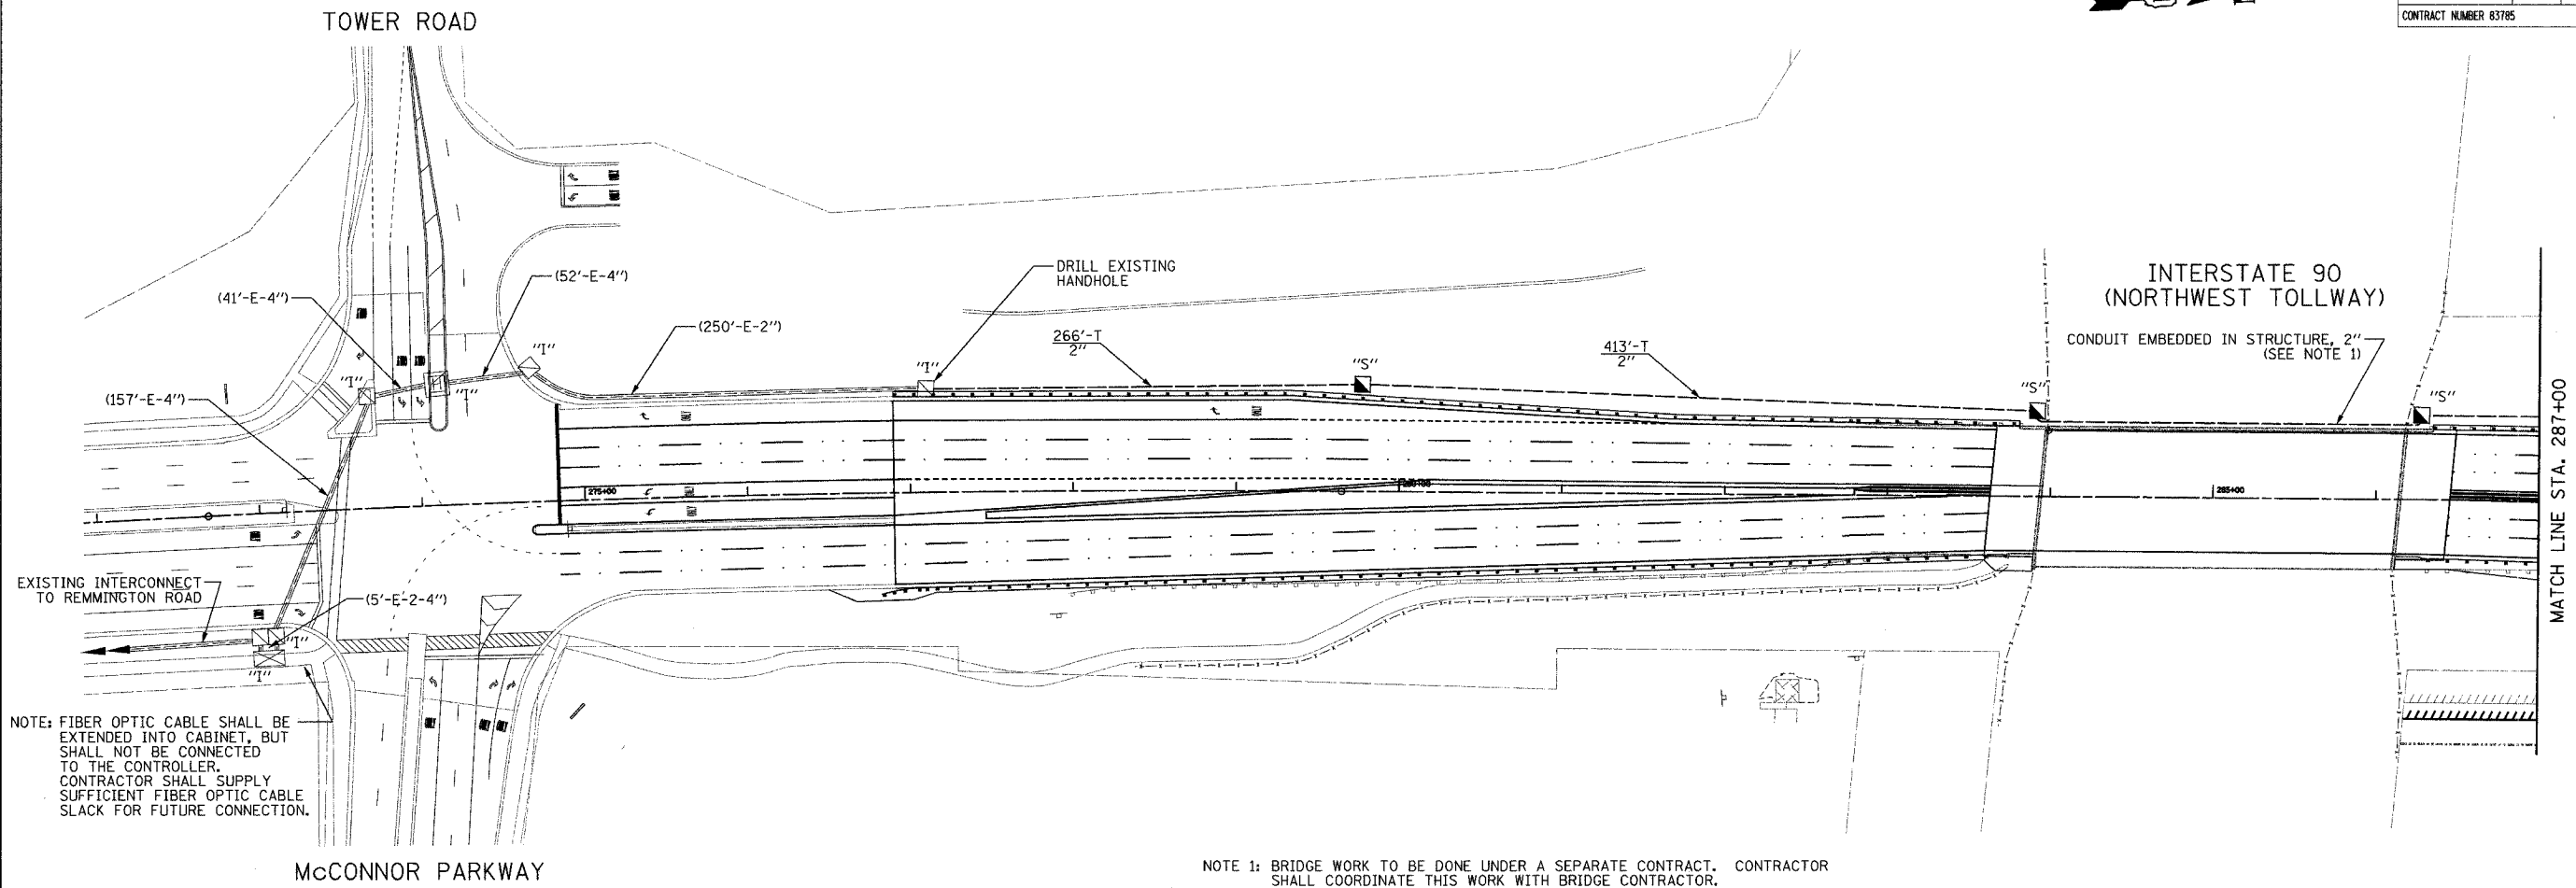 TOWER ROAD
CONTRACT NUMBER 83785
DRILL EXISTING
HANDHOLE
(52'-E-4")
(41'-E-4")
(250'-E-2")
INTERSTATE 90
(NORTHWEST TOLLWAY)
CONDUIT EMBEDDED IN STRUCTURE, 2"
(SEE NOTE 1)
266'-T
2"
413'-T
2"
"I"
"I"
"I"
"I"
"S"
"S"
"S"
(157'-E-4")
275+00
285+00
MATCH LINE STA. 287+00
EXISTING INTERCONNECT
TO REMMINGTON ROAD
(5'-E-2-4")
"I"
"I"
NOTE: FIBER OPTIC CABLE SHALL BE
EXTENDED INTO CABINET, BUT
SHALL NOT BE CONNECTED
TO THE CONTROLLER.
CONTRACTOR SHALL SUPPLY
SUFFICIENT FIBER OPTIC CABLE
SLACK FOR FUTURE CONNECTION.
McCONNOR PARKWAY
NOTE 1: BRIDGE WORK TO BE DONE UNDER A SEPARATE CONTRACT. CONTRACTOR
SHALL COORDINATE THIS WORK WITH BRIDGE CONTRACTOR.